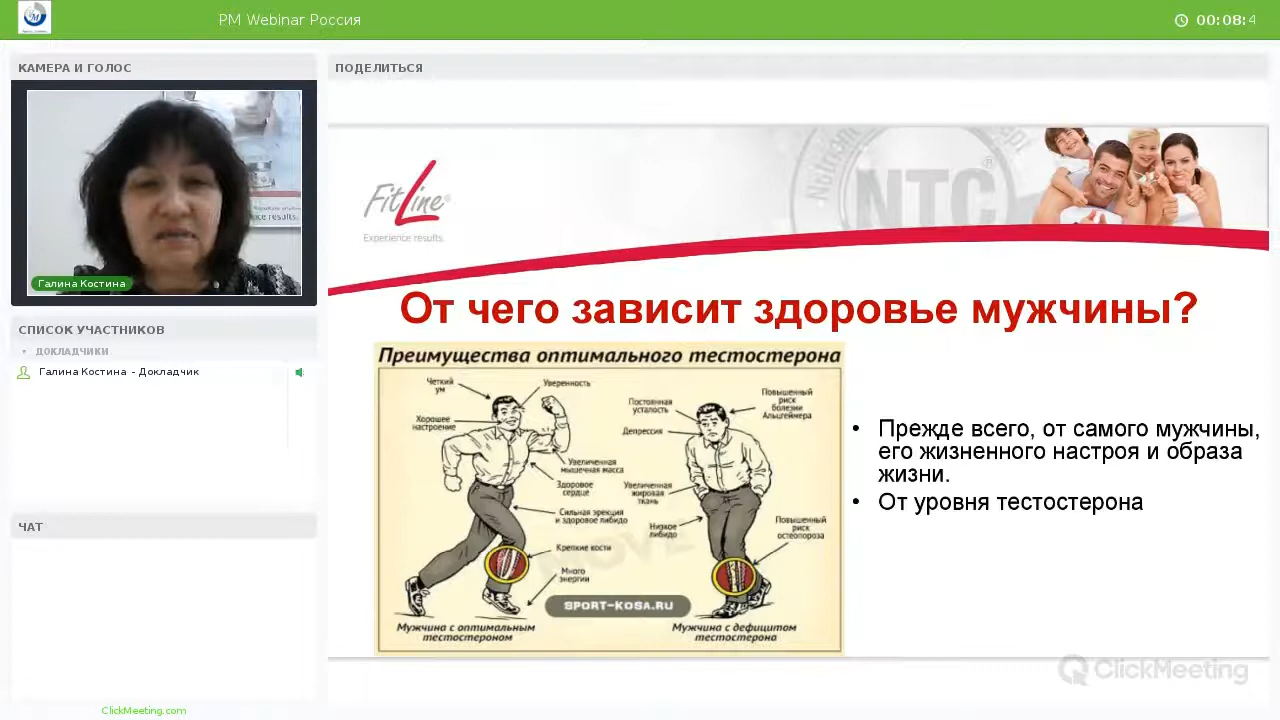 PM Webinar Россия
00:08:4
КАМЕРА И ГОЛОС
Галина Костина
СПИСОК УЧАСТНИКОВ
ДОКЛАДЧИКИ
Галина Костина - Докладчик
ЧАТ
ClickMeeting.com
ПОДЕЛИТЬСЯ
FitLine®
Experience results.
NTC®
От чего зависит здоровье мужчины?
Преимущества оптимального тестостерона
Четкий
ум
Уверенность
Хорошее
настроение
Увеличенная
мышечная масса
Здоровое
сердце
Сильная эрекция
и здоровое либидо
Крепкие кости
Много
энергии
Мужчина с оптимальным
тестостероном
Постоянная
усталость
Повышенный
риск
болезни
Альцгеймера
Депрессия
Увеличенная
жировая
ткань
Низкое
либидо
Повышенный
риск
остеопороза
SPORT-KOSA.RU
Мужчина с дефицитом
тестостерона
• Прежде всего, от самого мужчины,
его жизненного настроя и образа
жизни.
• От уровня тестостерона
ClickMeeting